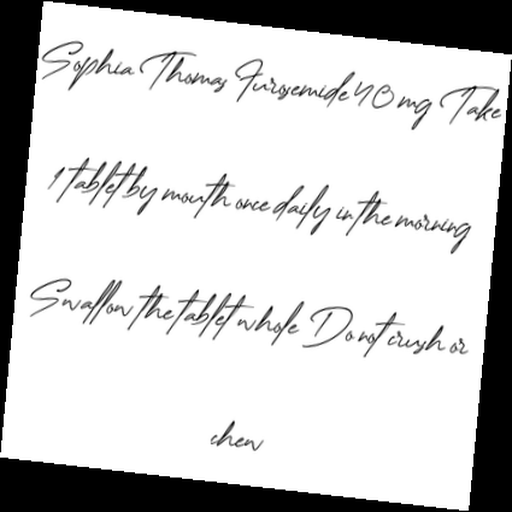 Sophia Thomas Furosemide 40 mg Take
1 tablet by mouth once daily in the morning
Swallow the tablet whole Do not crush or
chew